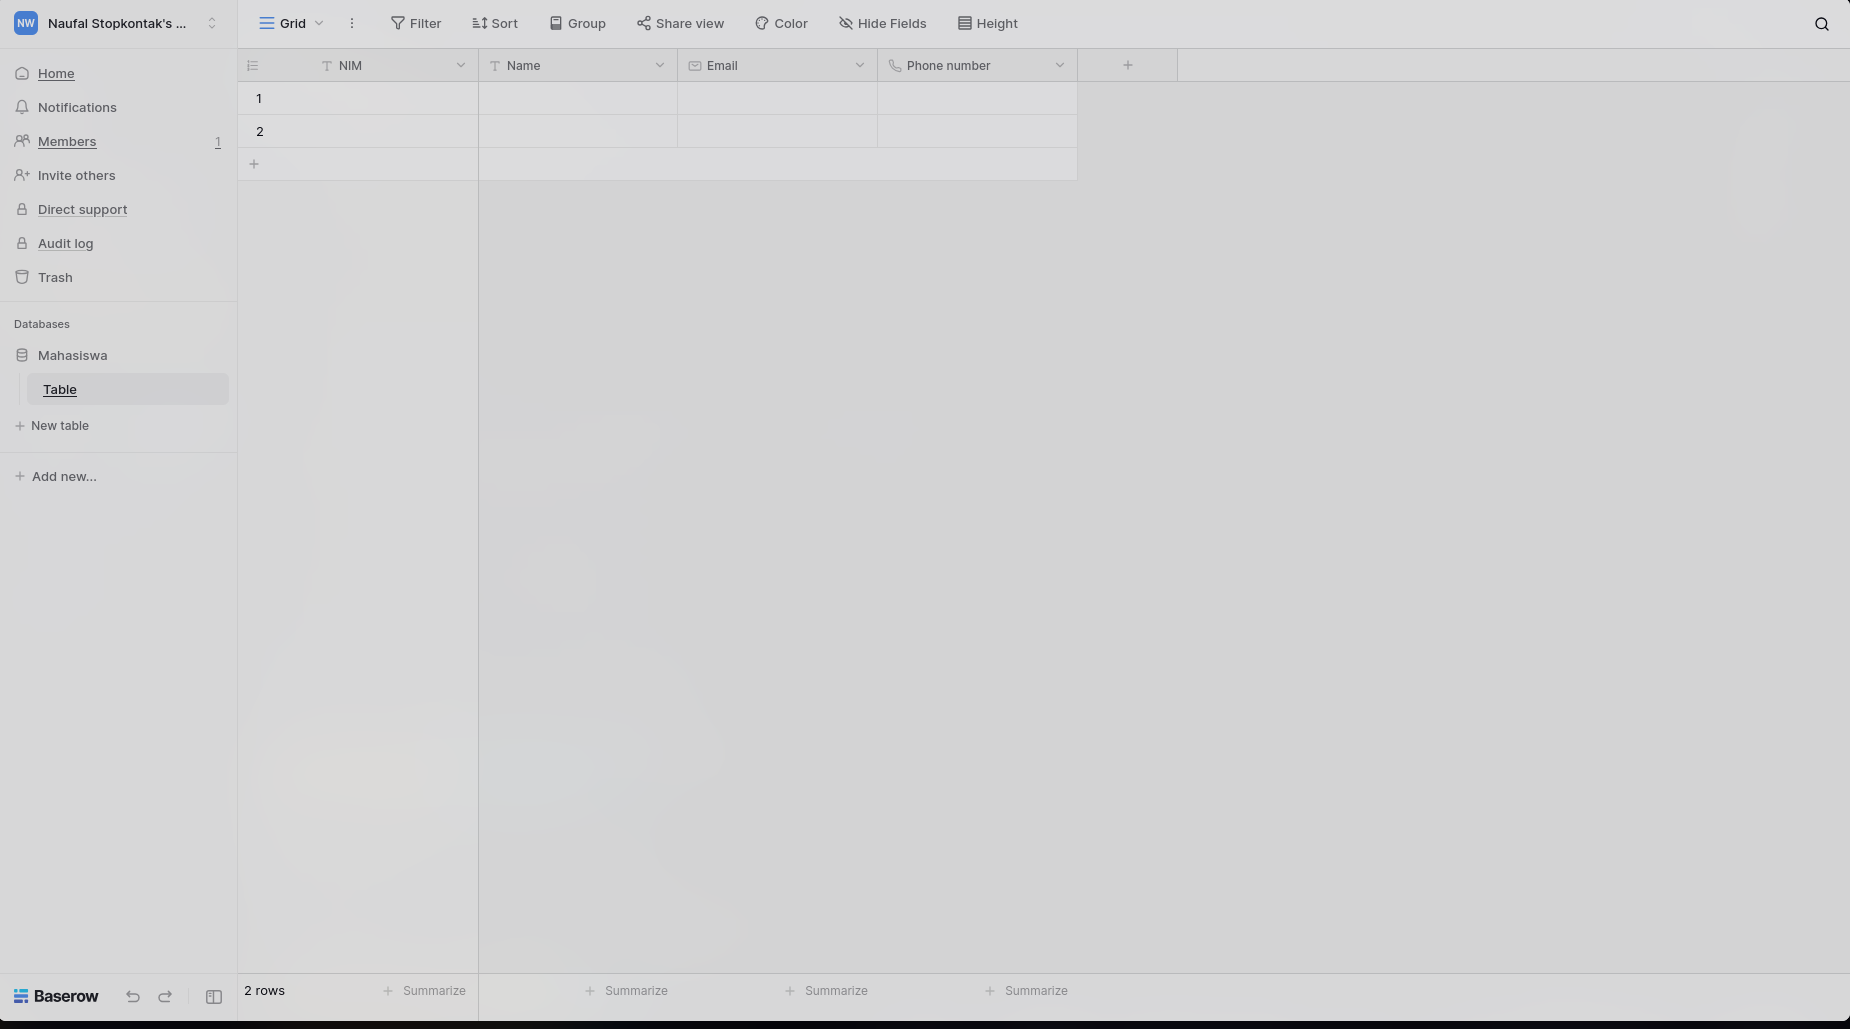 NW Naufal Stopkontak's ...
Home
Notifications
Members 1
Invite others
Direct support
Audit log
Trash
Databases
Mahasiswa
Table
New table
Add new...
Baserow
Grid Filter Sort Group Share view Color Hide Fields Height
NIM Name Email Phone number
1
2
2 rows Summarize Summarize Summarize Summarize